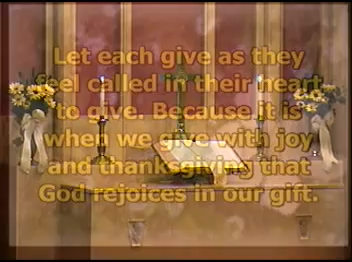 Let each give as they
feel called in their heart
to give. Because it is
when we give with joy
and thanksgiving that
God rejoices in our gift.